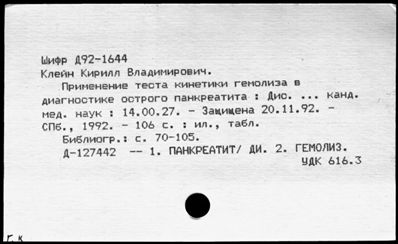 Шифр Д92-1644
Клейн Кирилл Владимирович.
Применение теста кинетики гемолиза в
диагностике острого панкреатита : Дис. ... канд.
мед. наук : 14.00.27. - Защищена 20.11.92. -
СПб., 1992. - 106 с. : ил., табл.
Библиогр.: с. 70-105.
Д-127442 -- 1. ПАНКРЕАТИТ/ ДИ. 2. ГЕМОЛИЗ.
УДК 616.3
Г. К